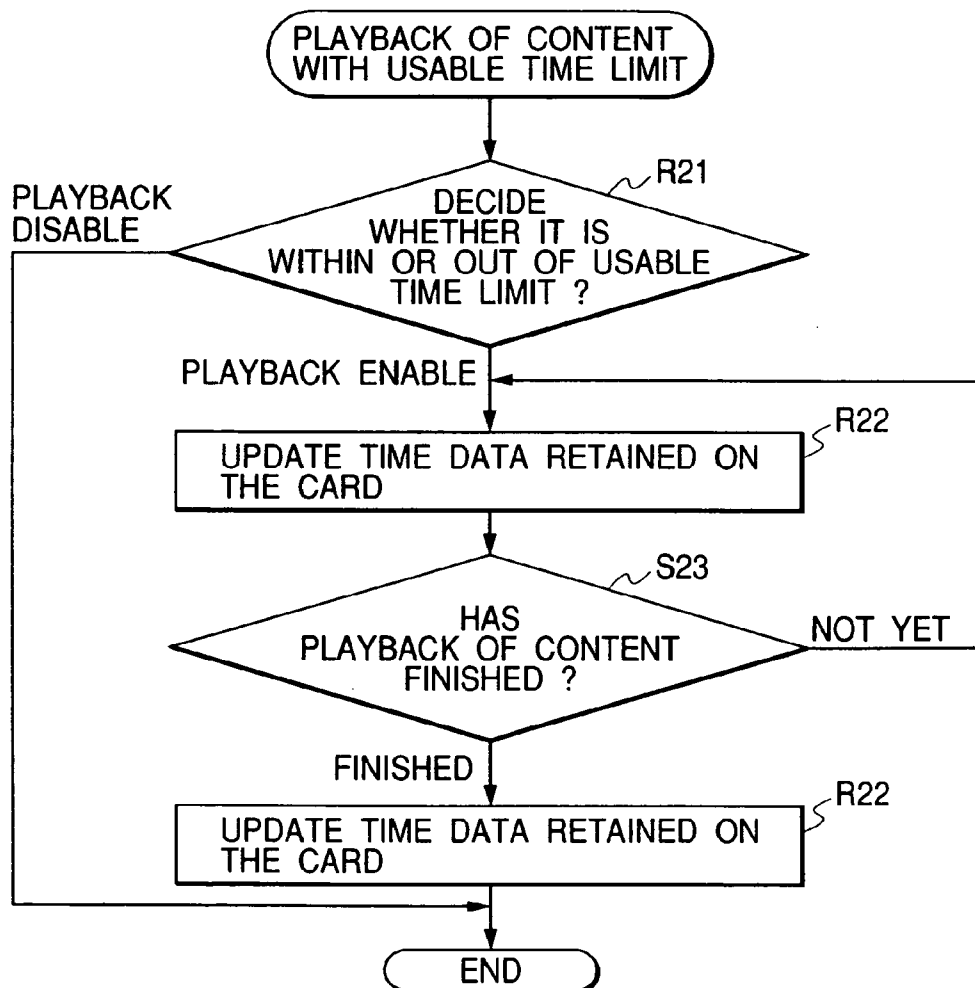 PLAYBACK OF CONTENT
WITH USABLE TIME LIMIT
R21
PLAYBACK
DISABLE
DECIDE
WHETHER IT IS
WITHIN OR OUT OF USABLE
TIME LIMIT ?
PLAYBACK ENABLE
R22
UPDATE TIME DATA RETAINED ON
THE CARD
S23
HAS
PLAYBACK OF CONTENT
FINISHED ?
NOT YET
FINISHED
R22
UPDATE TIME DATA RETAINED ON
THE CARD
END